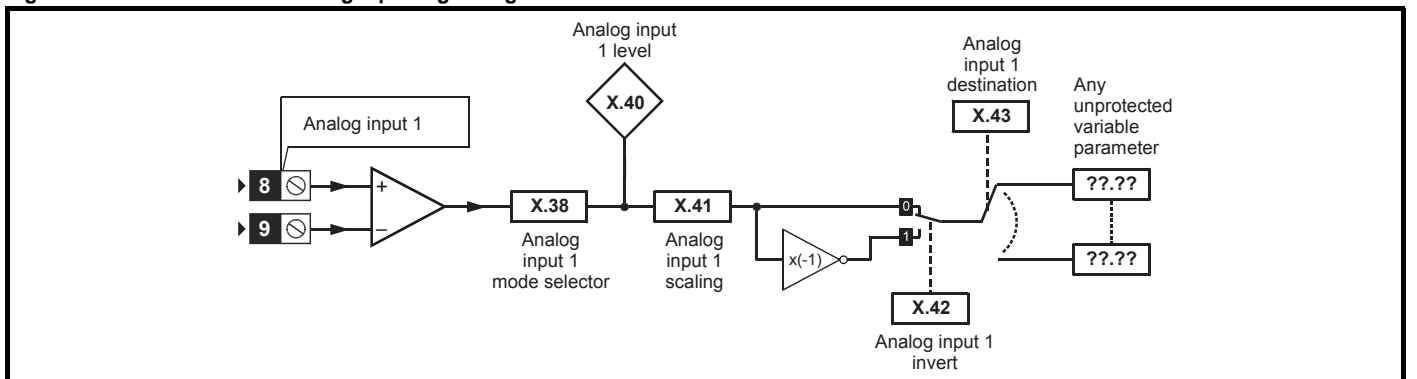 Analog input
1 level
X.40
Analog
input 1
destination
X.43
Any
unprotected
variable
parameter
Analog input 1
8
+
9
–
X.38
Analog
input 1
mode selector
X.41
Analog
input 1
scaling
x(-1)
0
1
??.??
??.??
X.42
Analog input 1
invert